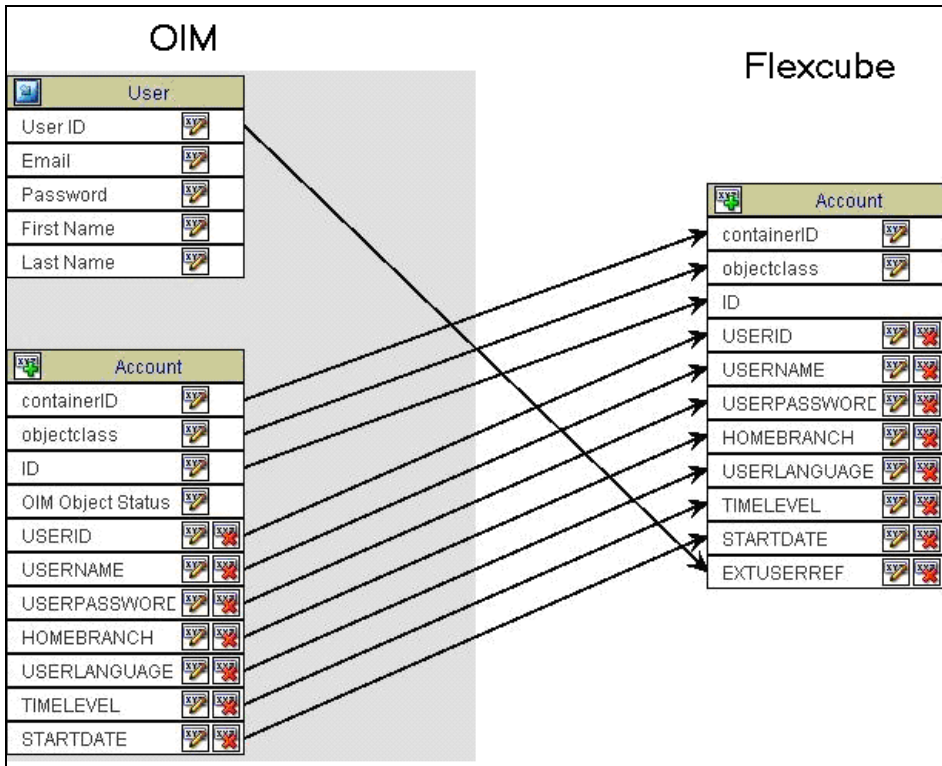 OIM
User
User ID
Email
Password
First Name
Last Name
Account
containerID
objectclass
ID
OIM Object Status
USERID
USERNAME
USERPASSWORD
HOMEBRANCH
USERLANGUAGE
TIMELEVEL
STARTDATE
Flexcube
Account
containerID
objectclass
ID
USERID
USERNAME
USERPASSWORD
HOMEBRANCH
USERLANGUAGE
TIMELEVEL
STARTDATE
EXTUSERREF